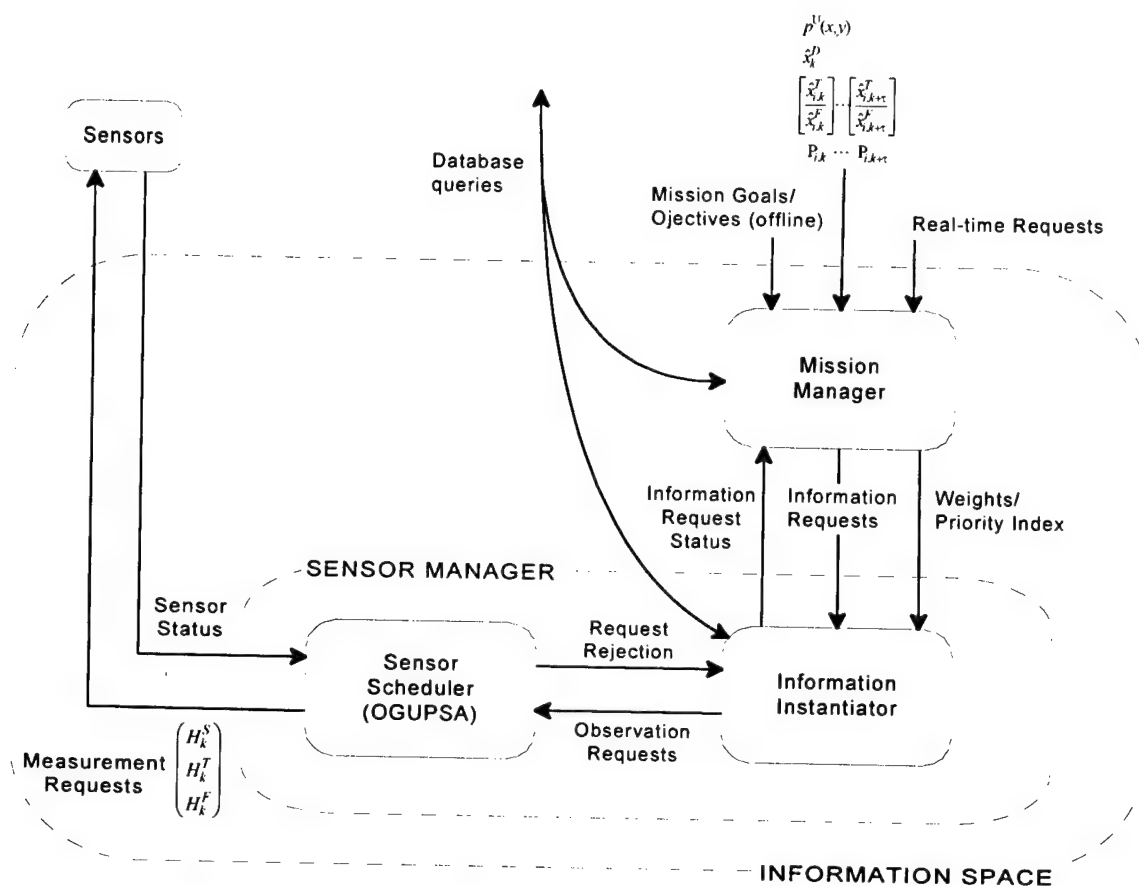 p^U(x,y)
x̂_k^D
[x̂_{i,k}^T / x̂_{i,k}^F] ... [x̂_{i,k+τ}^T / x̂_{i,k+τ}^F]
P_{i,k} ... P_{i,k+τ}
Sensors
Database
queries
Mission Goals/
Ojectives (offline)
Real-time Requests
Mission
Manager
Information
Request
Status
Information
Requests
Weights/
Priority Index
SENSOR MANAGER
Sensor
Status
Sensor
Scheduler
(OGUPSA)
Request
Rejection
Observation
Requests
Information
Instantiator
Measurement
Requests
H_k^S
H_k^T
H_k^F
INFORMATION SPACE